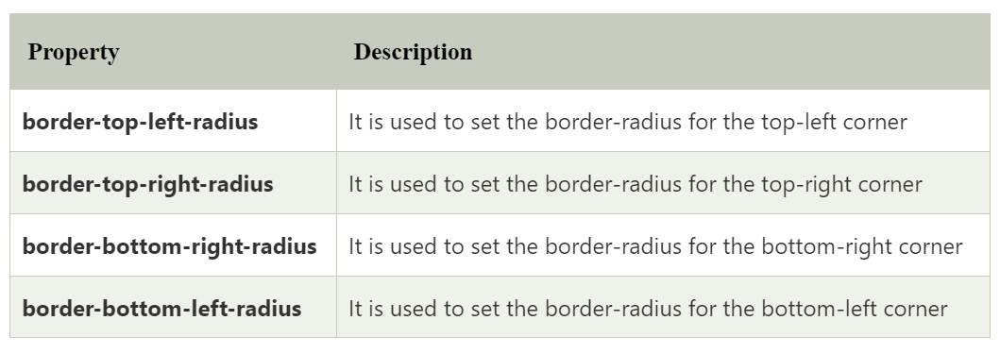 Property Description
border-top-left-radius It is used to set the border-radius for the top-left corner
border-top-right-radius It is used to set the border-radius for the top-right corner
border-bottom-right-radius It is used to set the border-radius for the bottom-right corner
border-bottom-left-radius It is used to set the border-radius for the bottom-left corner